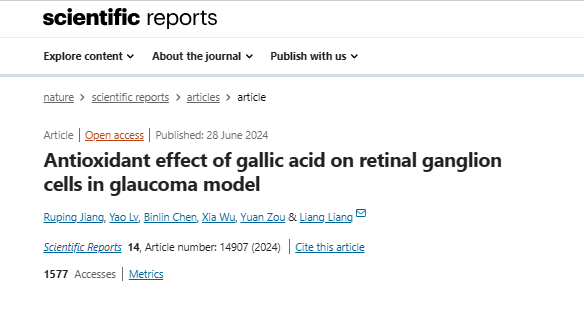 scientific reports
Explore content About the journal Publish with us
nature > scientific reports > articles > article
Article | Open access | Published: 28 June 2024
Antioxidant effect of gallic acid on retinal ganglion
cells in glaucoma model
Ruping Jiang, Yao Lv, Binlin Chen, Xia Wu, Yuan Zou & Liang Liang
Scientific Reports 14, Article number: 14907 (2024) | Cite this article
1577 Accesses | Metrics